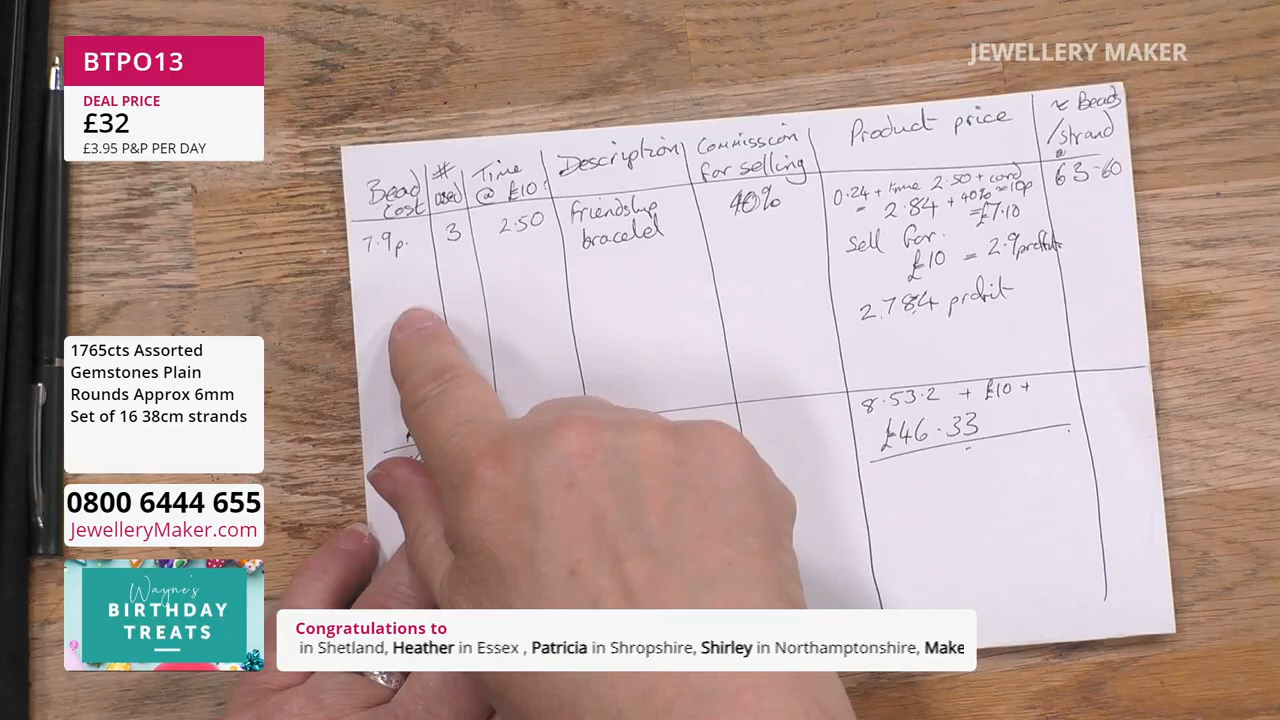 BTPO13
DEAL PRICE
£32
£3.95 P&P PER DAY
JEWELLERY MAKER
Bead cost
# used
Time @ £10
Description
Commission for selling
Product price
Beads /strand
7.9p.
3
2.50
friendship
bracelet
40%
0.24 + time 2.50 + cord
= 2.84 + 40% = 10p
= £7.10
Sell for.
£10 = 2.9 profit
2.784 profit
63-60
8.53.2 + £10 +
£46.33
1765cts Assorted
Gemstones Plain
Rounds Approx 6mm
Set of 16 38cm strands
0800 6444 655
JewelleryMaker.com
Wayne's
BIRTHDAY
TREATS
Congratulations to
in Shetland, Heather in Essex , Patricia in Shropshire, Shirley in Northamptonshire, Make